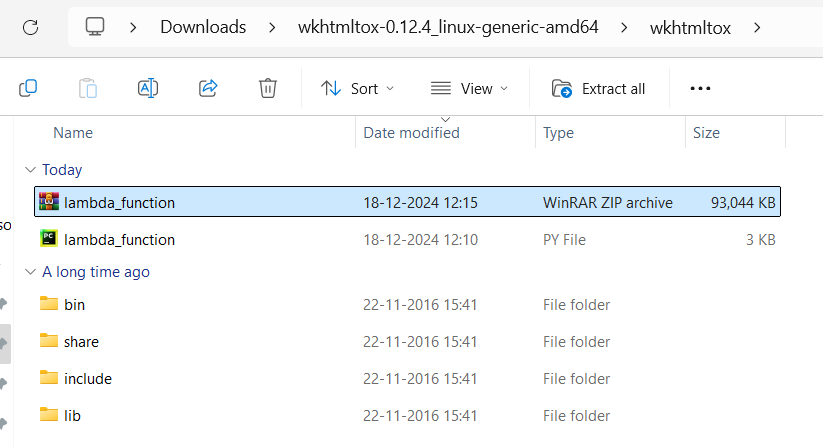 Downloads > wkhtmltox-0.12.4_linux-generic-amd64 > wkhtmltox >
Sort View Extract all
Name Date modified Type Size
Today
lambda_function 18-12-2024 12:15 WinRAR ZIP archive 93,044 KB
lambda_function 18-12-2024 12:10 PY File 3 KB
so
A long time ago
bin 22-11-2016 15:41 File folder
share 22-11-2016 15:41 File folder
include 22-11-2016 15:41 File folder
lib 22-11-2016 15:41 File folder